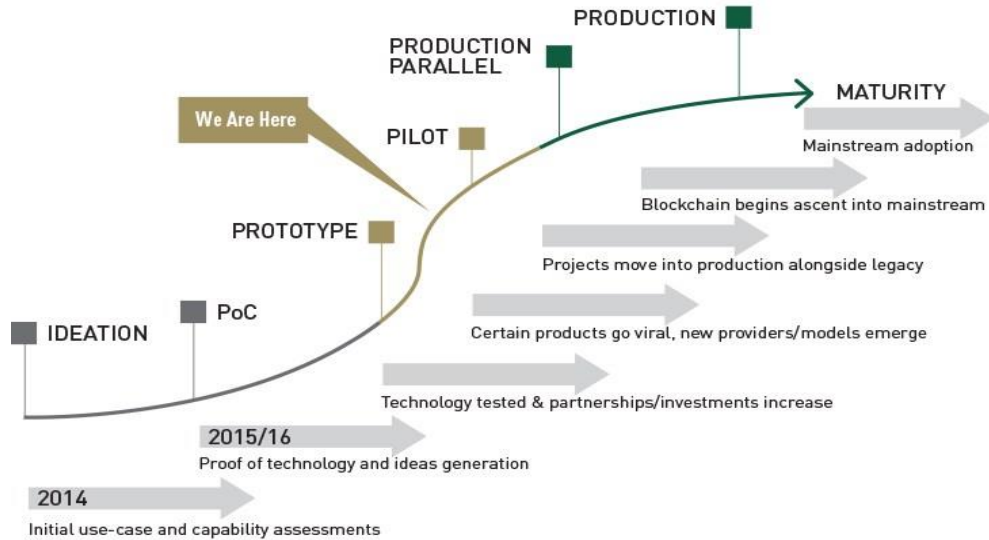 PRODUCTION
PRODUCTION
PARALLEL
MATURITY
We Are Here
PILOT
Mainstream adoption
Blockchain begins ascent into mainstream
PROTOTYPE
Projects move into production alongside legacy
PoC
IDEATION
Certain products go viral, new providers/models emerge
Technology tested & partnerships/investments increase
2015/16
Proof of technology and ideas generation
2014
Initial use-case and capability assessments